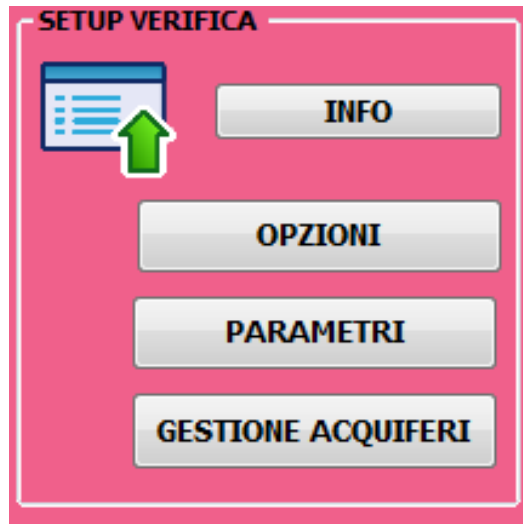 SETUP VERIFICA
INFO
OPZIONI
PARAMETRI
GESTIONE ACQUIFERI